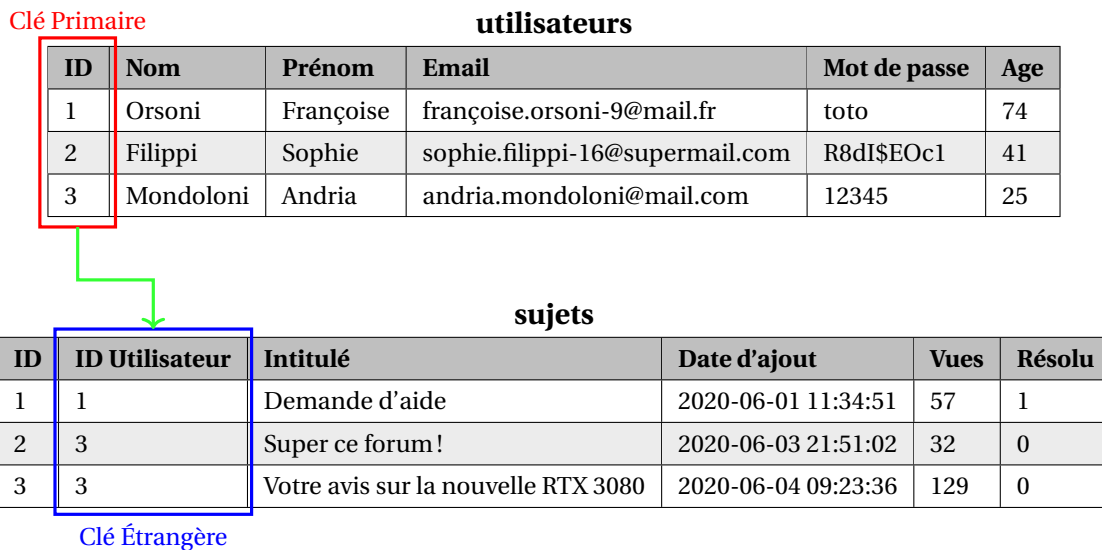 Clé Primaire
utilisateurs
ID Nom Prénom Email Mot de passe Age
1 Orsoni Françoise françoise.orsoni-9@mail.fr toto 74
2 Filippi Sophie sophie.filippi-16@supermail.com R8dI$EOc1 41
3 Mondoloni Andria andria.mondoloni@mail.com 12345 25
sujets
ID ID Utilisateur Intitulé Date d'ajout Vues Résolu
1 1 Demande d'aide 2020-06-01 11:34:51 57 1
2 3 Super ce forum! 2020-06-03 21:51:02 32 0
3 3 Votre avis sur la nouvelle RTX 3080 2020-06-04 09:23:36 129 0
Clé Étrangère